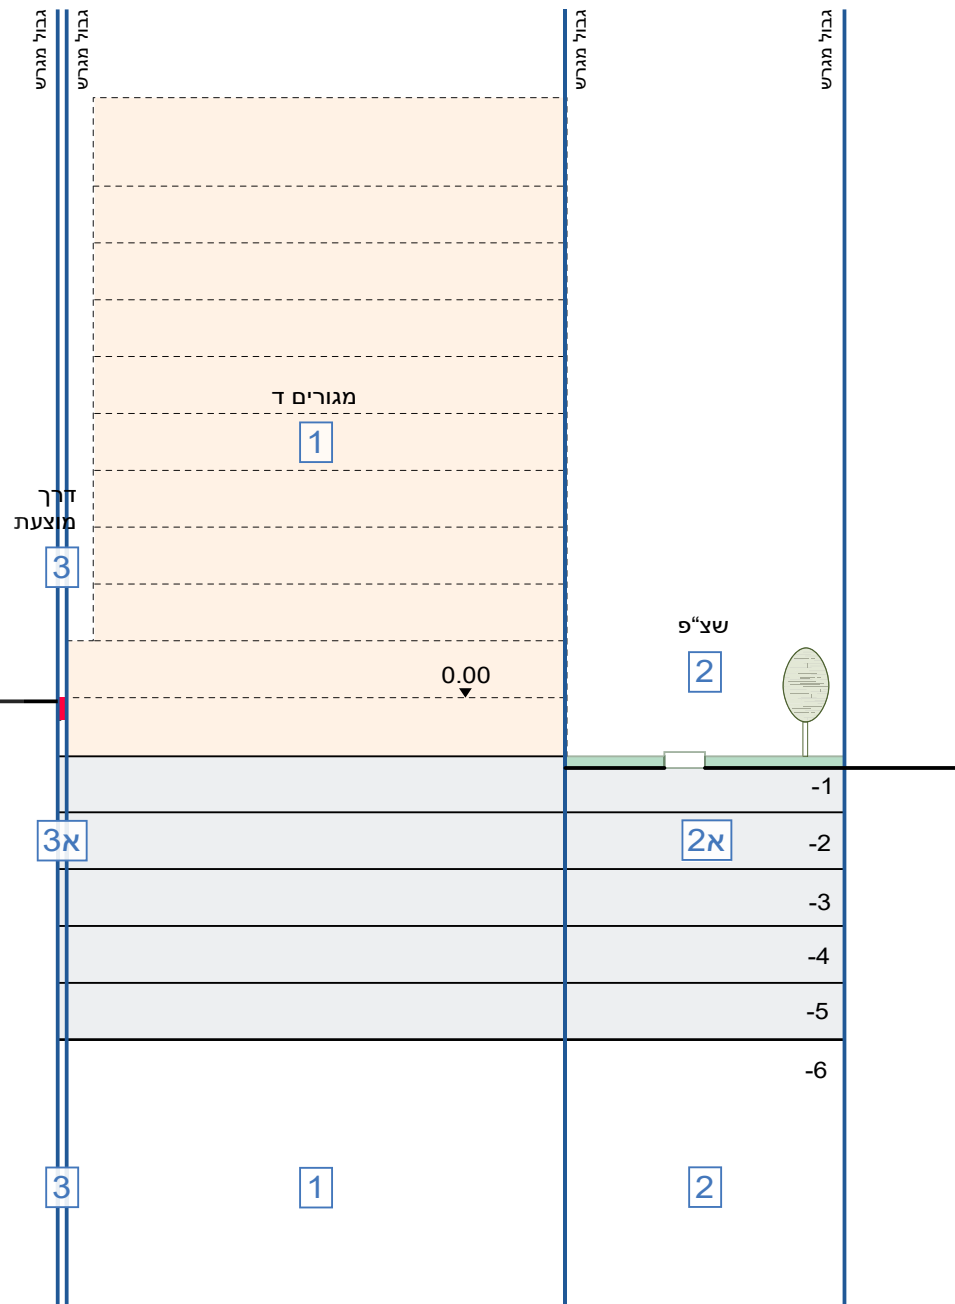 גבול מגרש
גבול מגרש
גבול מגרש
גבול מגרש
מגורים ד
1
דרך
מוצעת
3
שצ“פ
2
0.00
-1
3א
2א
-2
-3
-4
-5
-6
3
1
2